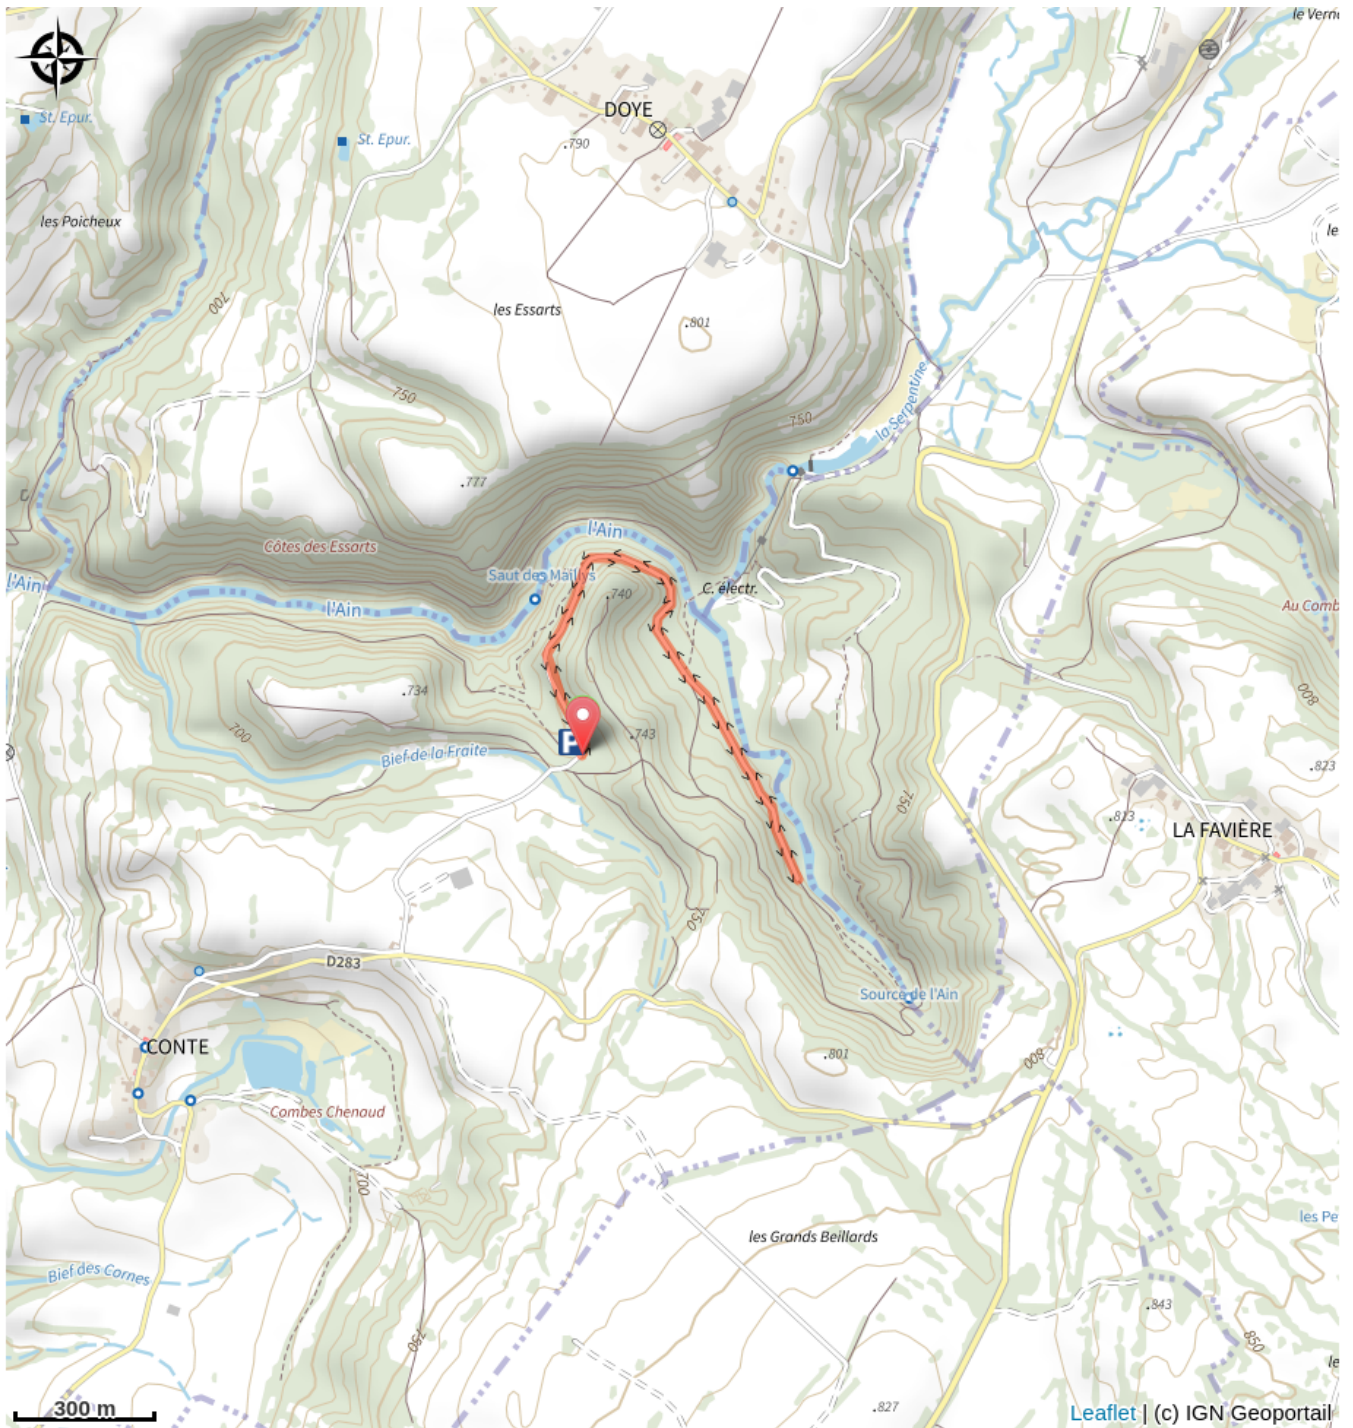 le Vern
St. Epur.
St. Epur.
DOYE
790
les Poicheux
le
700
les Essarts
801
750
750
la Serpentine
777
l'Ain
Côtes des Essarts
Saut des Maillys
l'Ain
l'Ain
740
C. électr.
Au Comb
734
700
743
800
Bief de la Fraite
P
823
750
813
LA FAVIÈRE
750
D283
Source de l'Ain
CONTE
801
800
Combes Chenaud
700
les Pe
les Grands Beillards
Bief des Cornes
843
750
850
le
300 m
827
Leaflet | (c) IGN Geoportail